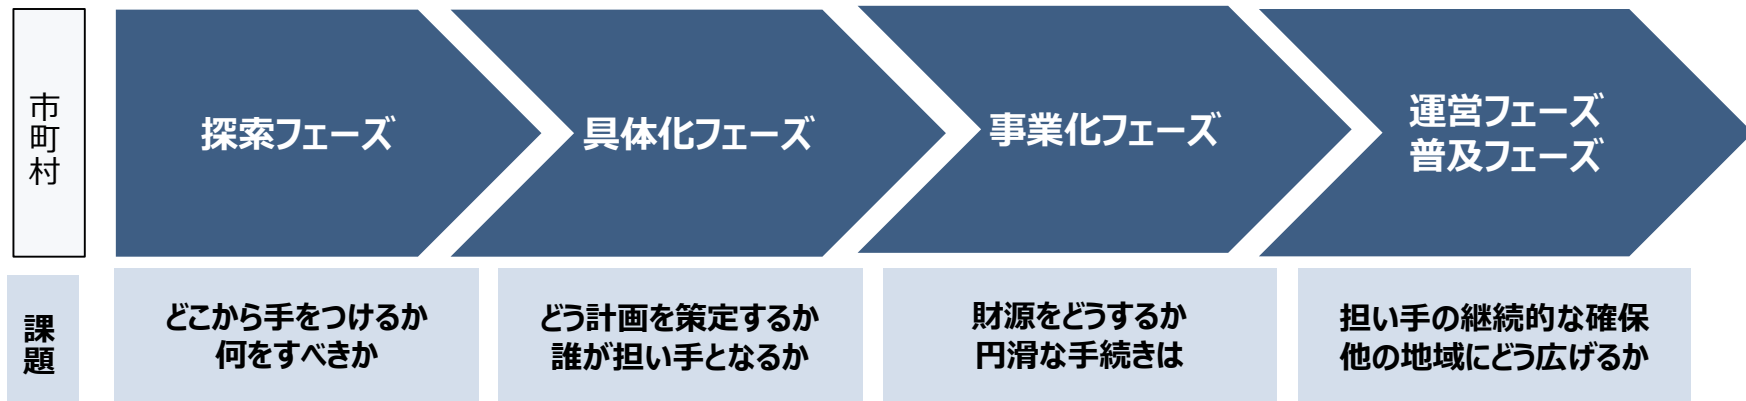 市町村
探索フェーズ
具体化フェーズ
事業化フェーズ
運営フェーズ
普及フェーズ
課題
どこから手をつけるか
何をすべきか
どう計画を策定するか
誰が担い手となるか
財源をどうするか
円滑な手続きは
担い手の継続的な確保
他の地域にどう広げるか